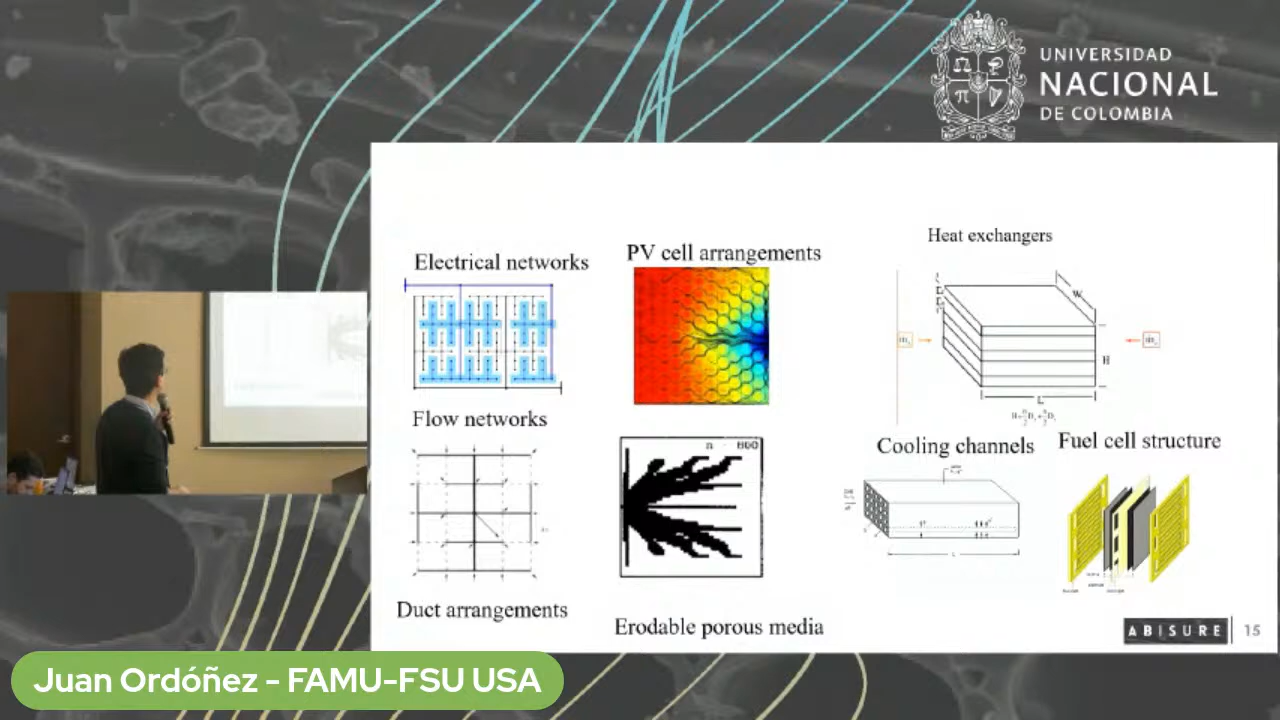 UNIVERSIDAD
NACIONAL
DE COLOMBIA
Electrical networks
PV cell arrangements
Heat exchangers
W
H
L
Flow networks
n
Cooling channels
Fuel cell structure
L
Duct arrangements
Erodable porous media
ABISURE
15
Juan Ordóñez - FAMU-FSU USA